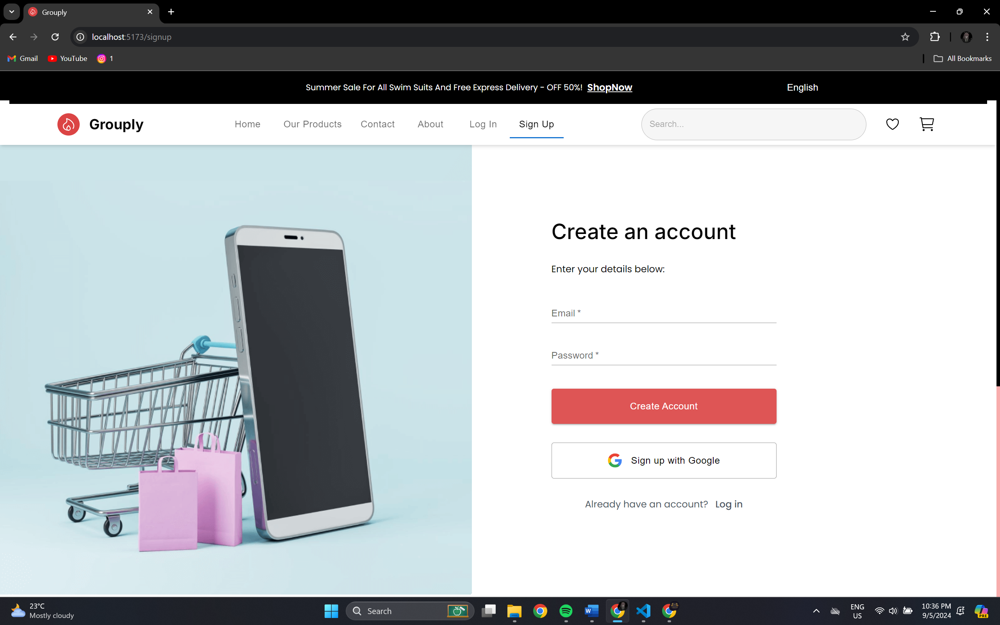 Grouply
localhost:5173/signup
Gmail YouTube 1 All Bookmarks
Summer Sale For All Swim Suits And Free Express Delivery - OFF 50%! ShopNow English
Grouply Home Our Products Contact About Log In Sign Up Search...
Create an account
Enter your details below:
Email *
Password *
Create Account
Sign up with Google
Already have an account? Log in
23°C
Mostly cloudy
Search
ENG
US
10:36 PM
9/5/2024
PRE